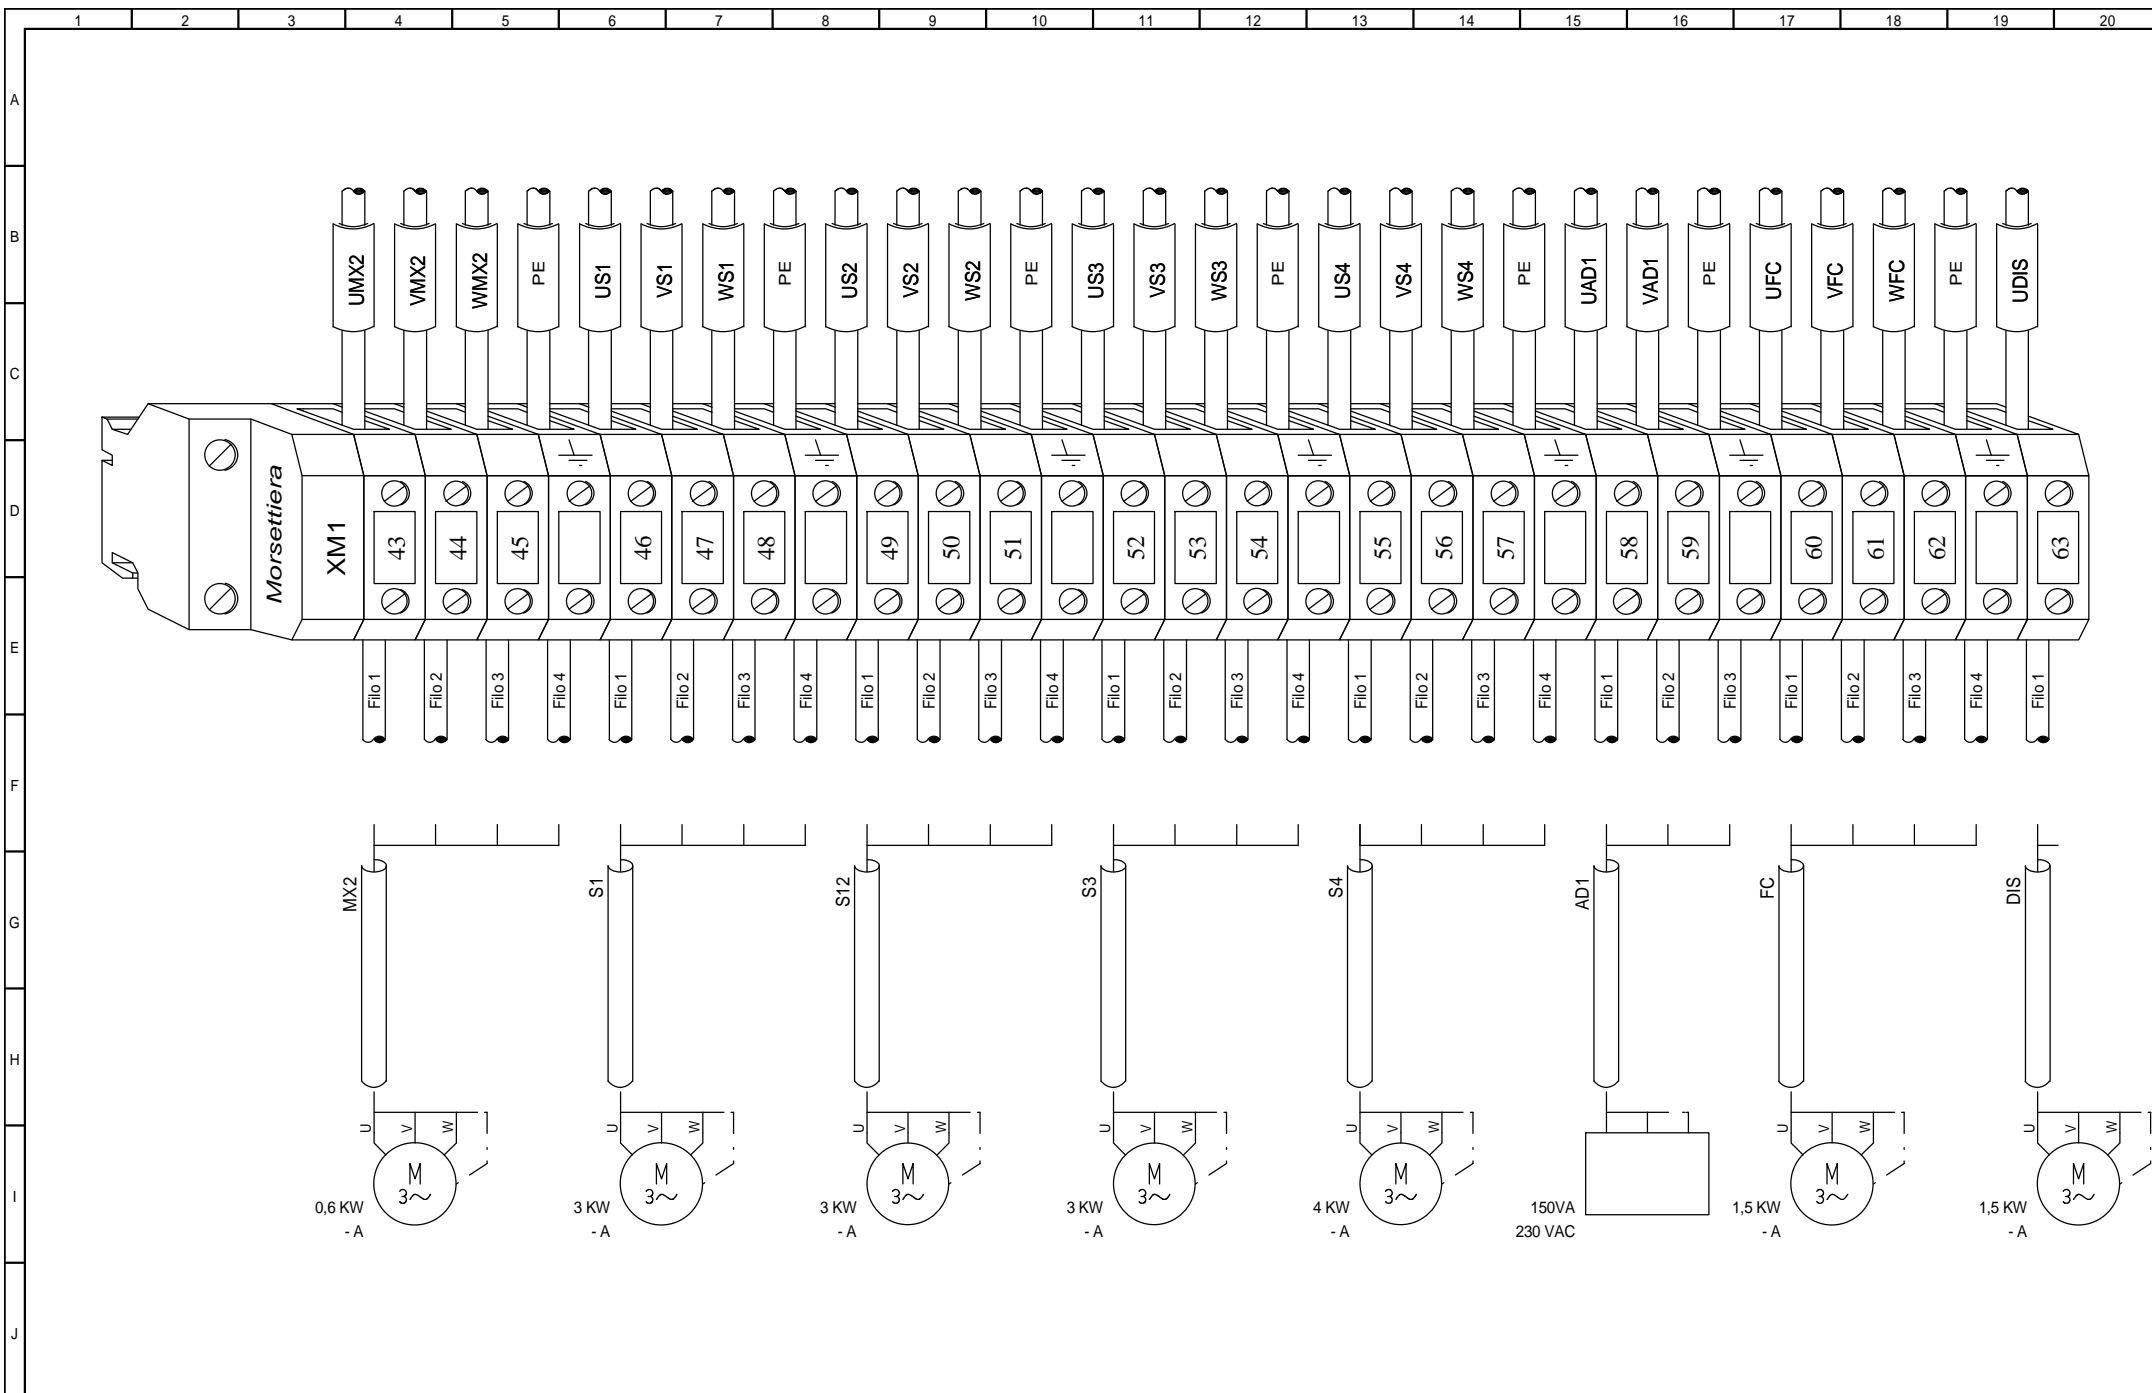 1 2 3 4 5 6 7 8 9 10 11 12 13 14 15 16 17 18 19 20
A
B
C
D
E
F
G
H
I
J
UMX2 VMX2 WMX2 PE US1 VS1 WS1 PE US2 VS2 WS2 PE US3 VS3 WS3 PE US4 VS4 WS4 PE UAD1 VAD1 PE UFC VFC WFC PE UDIS
Morsettiera
XM1
43 44 45 46 47 48 49 50 51 52 53 54 55 56 57 58 59 60 61 62 63
Filo 1 Filo 2 Filo 3 Filo 4 Filo 1 Filo 2 Filo 3 Filo 4 Filo 1 Filo 2 Filo 3 Filo 4 Filo 1 Filo 2 Filo 3 Filo 4 Filo 1 Filo 2 Filo 3 Filo 4 Filo 1 Filo 2 Filo 3 Filo 1 Filo 2 Filo 3 Filo 4 Filo 1
MX2 S1 S12 S3 S4 AD1 FC DIS
U V W U V W U V W U V W U V W U V W U V W
M M M M M M M
3~ 3~ 3~ 3~ 3~ 3~ 3~
0,6 KW 3 KW 3 KW 3 KW 4 KW 150VA 1,5 KW 1,5 KW
- A - A - A - A - A 230 VAC - A - A